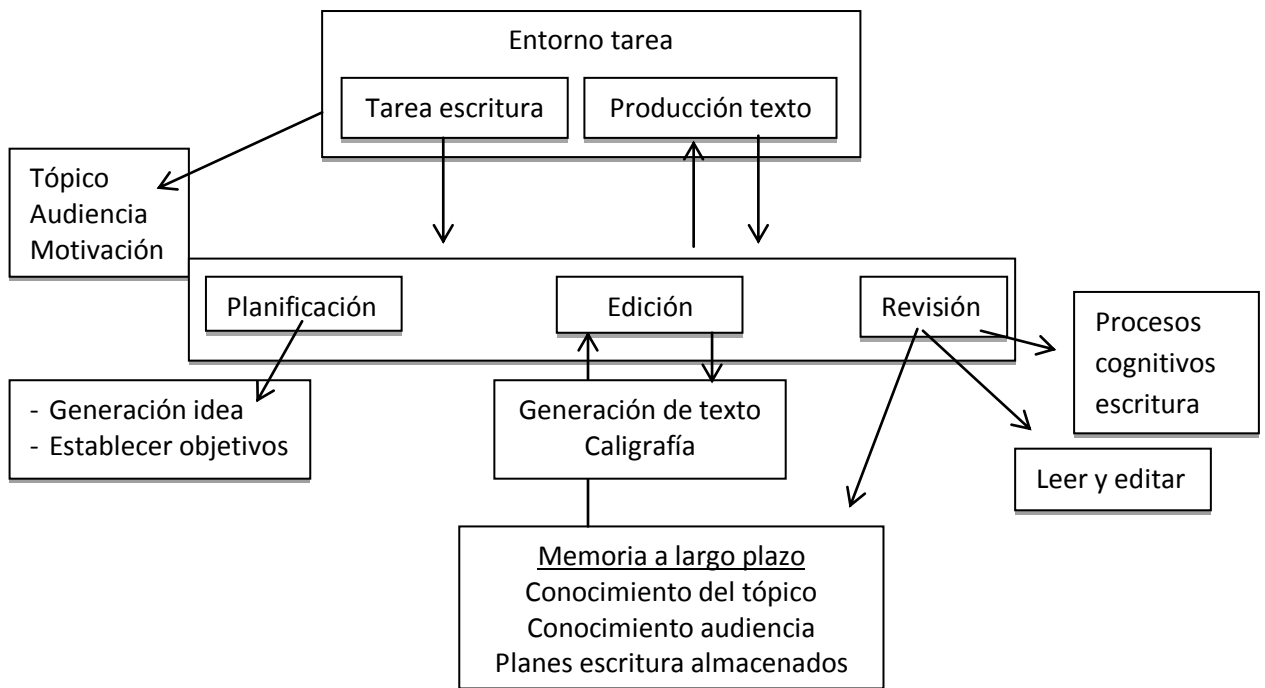 Entorno tarea
Tarea escritura
Producción texto
Tópico
Audiencia
Motivación
Planificación
Edición
Revisión
Procesos
cognitivos
escritura
- Generación idea
- Establecer objetivos
Generación de texto
Caligrafía
Leer y editar
Memoria a largo plazo
Conocimiento del tópico
Conocimiento audiencia
Planes escritura almacenados